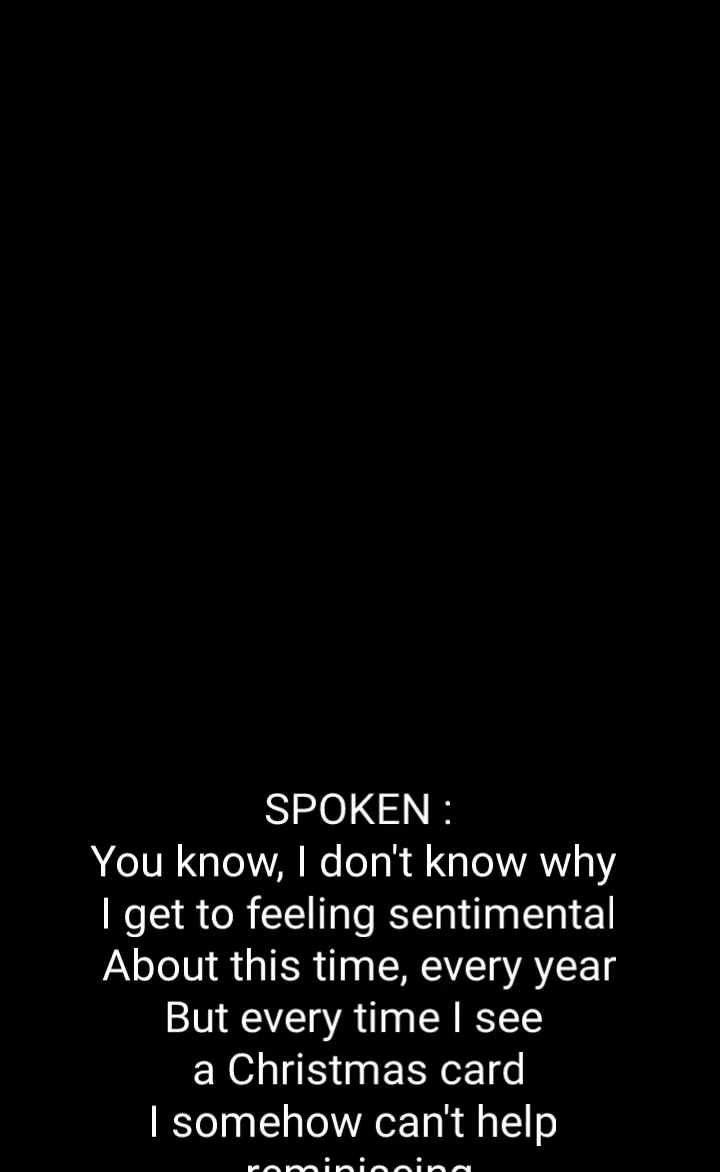 SPOKEN :
You know, I don't know why
I get to feeling sentimental
About this time, every year
But every time I see
a Christmas card
I somehow can't help
reminiscing